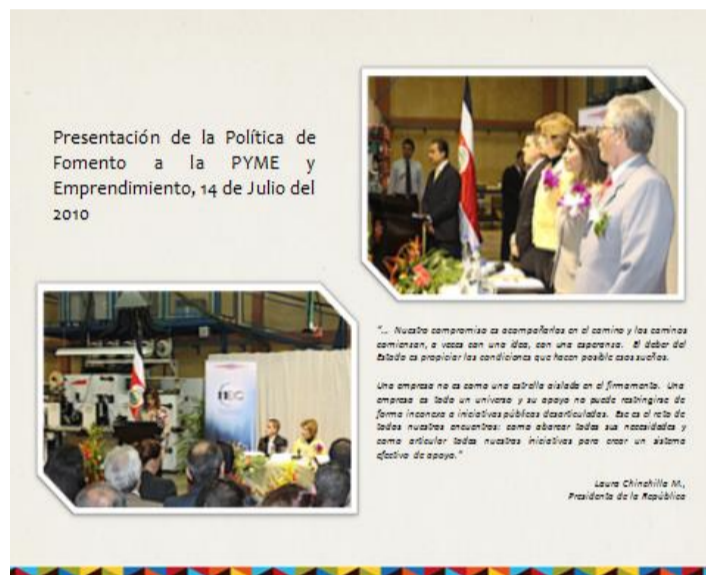 Presentación de la Política de
Fomento a la PYME y
Emprendimiento, 14 de Julio del
2010
MEIC
"… Nuestro compromiso es acompañarlas en el camino y los caminos
comienzan, a veces con una idea, con una esperanza. El deber del
Estado es propiciar las condiciones que hacen posible esos sueños.
Una empresa no es como una estrella aislada en el firmamento. Una
empresa es todo un universo y su apoyo no puede restringirse de
forma inconexa a iniciativas públicas desarticuladas. Ese es el reto de
todos nuestros encuentros: como abarcar todas sus necesidades y
como articular todas nuestras iniciativas para crear un sistema
efectivo de apoyo."
Laura Chinchilla M.,
Presidenta de la República